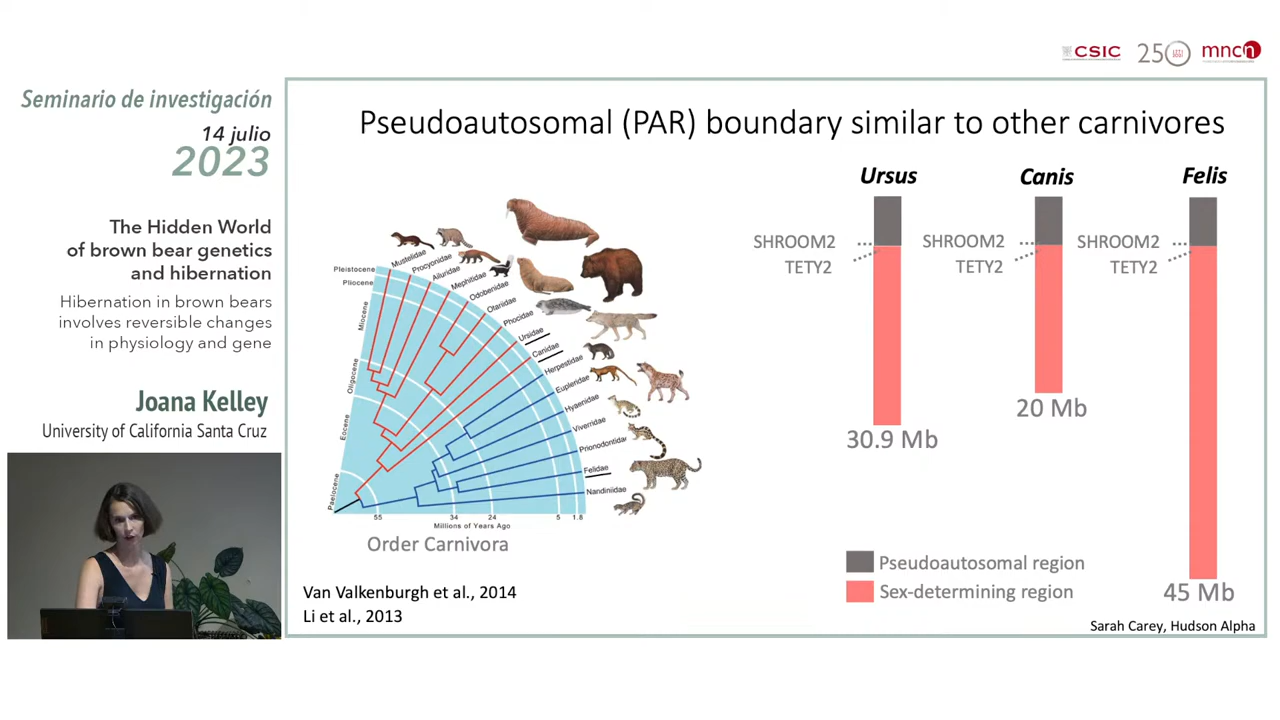 CSIC
250
mncn
Seminario de investigación
14 julio
2023
The Hidden World
of brown bear genetics
and hibernation
Hibernation in brown bears
involves reversible changes
in physiology and gene
Joana Kelley
University of California Santa Cruz
Pseudoautosomal (PAR) boundary similar to other carnivores
Mustelidae
Procyonidae
Ailuridae
Mephitidae
Odobenidae
Otariidae
Phocidae
Ursidae
Canidae
Herpestidae
Eupleridae
Hyaenidae
Viverridae
Prionodontidae
Felidae
Nandiniidae
Pleistocene
Pliocene
Miocene
Oligocene
Eocene
Paleocene
55 34 24 5 1.8
Millions of Years Ago
Order Carnivora
Van Valkenburgh et al., 2014
Li et al., 2013
Ursus
SHROOM2
TETY2
30.9 Mb
Canis
SHROOM2
TETY2
20 Mb
Felis
SHROOM2
TETY2
45 Mb
Pseudoautosomal region
Sex-determining region
Sarah Carey, Hudson Alpha